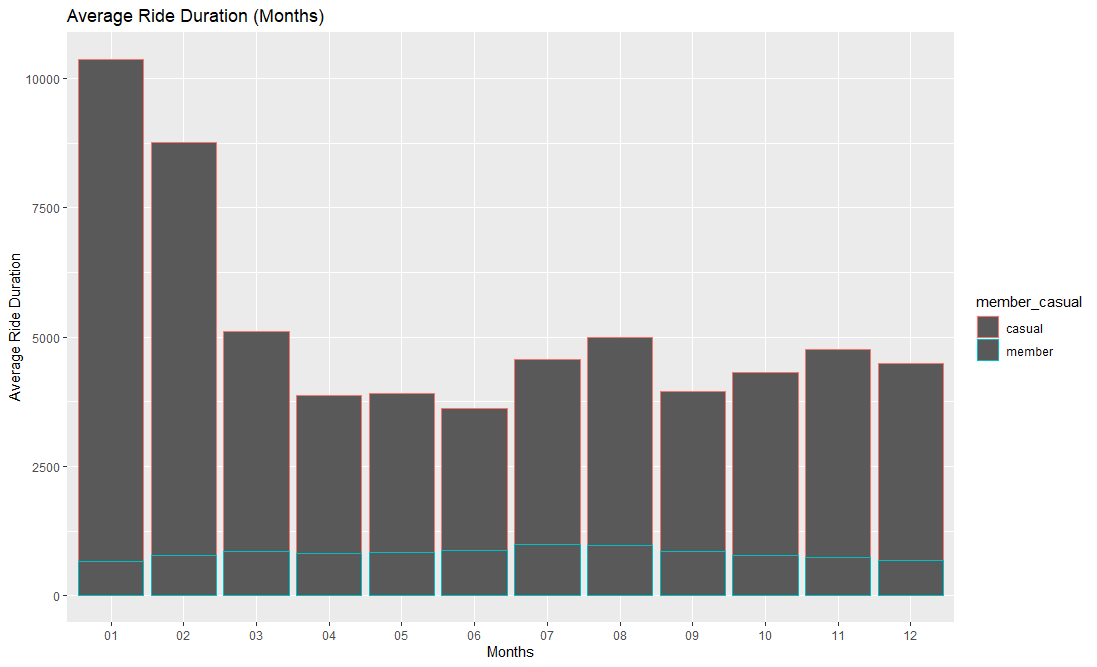 Average Ride Duration (Months)
Average Ride Duration
10000
7500
5000
2500
0
01 02 03 04 05 06 07 08 09 10 11 12
Months
member_casual
casual
member